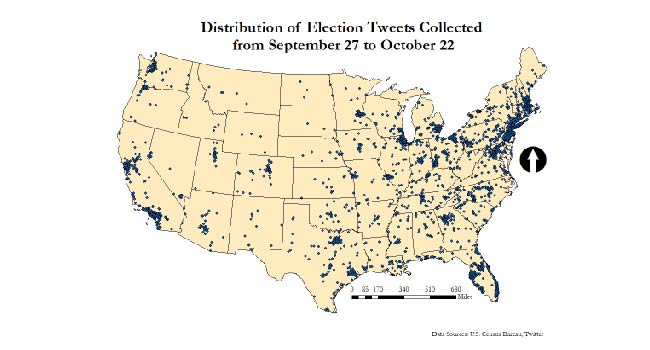 Distribution of Election Tweets Collected
from September 27 to October 22
0 85 170 340 510 680
Miles
Data Sources: U.S. Census Bureau, Twitter